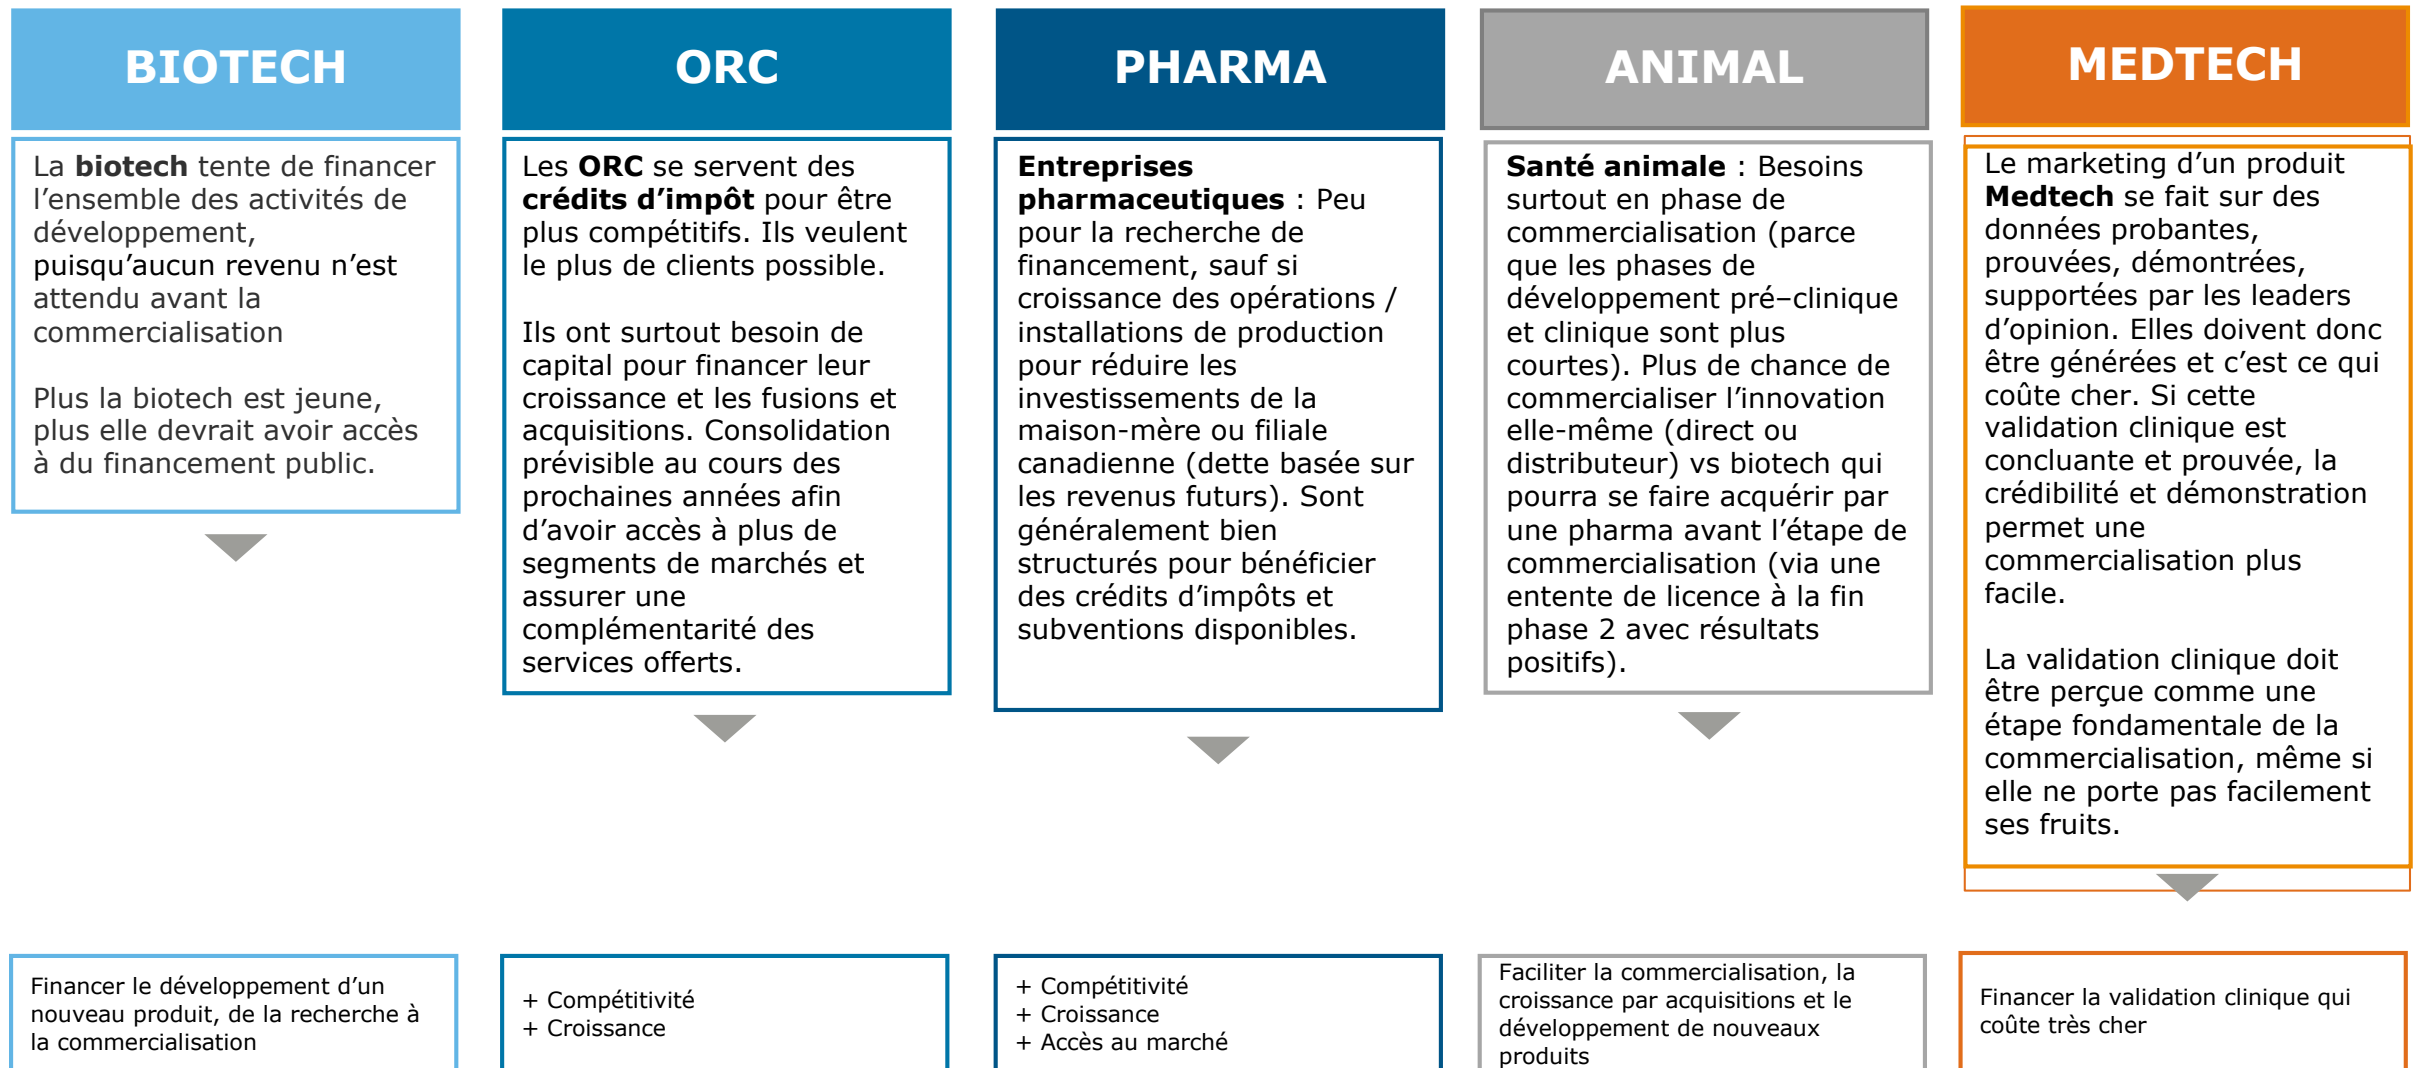 BIOTECH
La biotech tente de financer
l’ensemble des activités de
développement,
puisqu’aucun revenu n’est
attendu avant la
commercialisation
Plus la biotech est jeune,
plus elle devrait avoir accès
à du financement public.
Financer le développement d’un
nouveau produit, de la recherche à
la commercialisation
ORC
Les ORC se servent des
crédits d’impôt pour être
plus compétitifs. Ils veulent
le plus de clients possible.
Ils ont surtout besoin de
capital pour financer leur
croissance et les fusions et
acquisitions. Consolidation
prévisible au cours des
prochaines années afin
d’avoir accès à plus de
segments de marchés et
assurer une
complémentarité des
services offerts.
+ Compétitivité
+ Croissance
PHARMA
Entreprises
pharmaceutiques : Peu
pour la recherche de
financement, sauf si
croissance des opérations /
installations de production
pour réduire les
investissements de la
maison-mère ou filiale
canadienne (dette basée sur
les revenus futurs). Sont
généralement bien
structurés pour bénéficier
des crédits d’impôts et
subventions disponibles.
+ Compétitivité
+ Croissance
+ Accès au marché
ANIMAL
Santé animale : Besoins
surtout en phase de
commercialisation (parce
que les phases de
développement pré–clinique
et clinique sont plus
courtes). Plus de chance de
commercialiser l’innovation
elle-même (direct ou
distributeur) vs biotech qui
pourra se faire acquérir par
une pharma avant l’étape de
commercialisation (via une
entente de licence à la fin
phase 2 avec résultats
positifs).
Faciliter la commercialisation, la
croissance par acquisitions et le
développement de nouveaux
produits
MEDTECH
Le marketing d’un produit
Medtech se fait sur des
données probantes,
prouvées, démontrées,
supportées par les leaders
d’opinion. Elles doivent donc
être générées et c’est ce qui
coûte cher. Si cette
validation clinique est
concluante et prouvée, la
crédibilité et démonstration
permet une
commercialisation plus
facile.
La validation clinique doit
être perçue comme une
étape fondamentale de la
commercialisation, même si
elle ne porte pas facilement
ses fruits.
Financer la validation clinique qui
coûte très cher